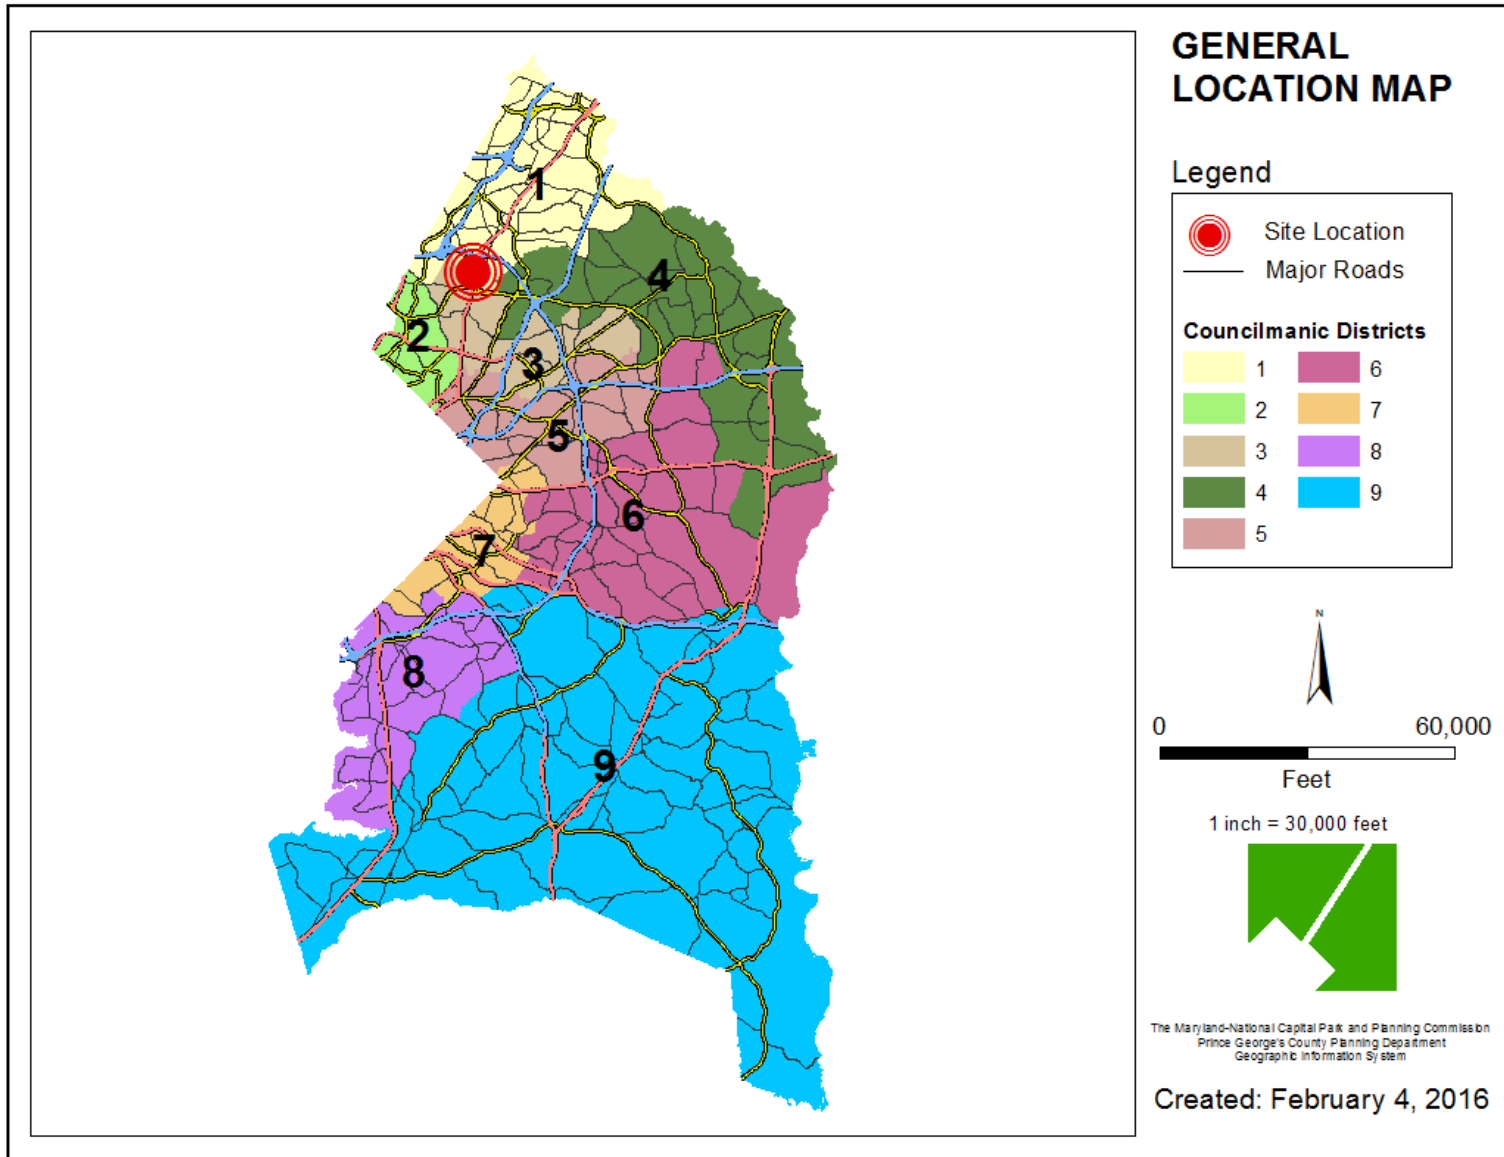 GENERAL
LOCATION MAP
Legend
Site Location
Major Roads
Councilmanic Districts
1 6
2 7
3 8
4 9
5
N
0 60,000
Feet
1 inch = 30,000 feet
The Maryland-National Capital Park and Planning Commission
Prince George's County Planning Department
Geographic Information System
Created: February 4, 2016
1
4
2
3
5
6
7
8
9